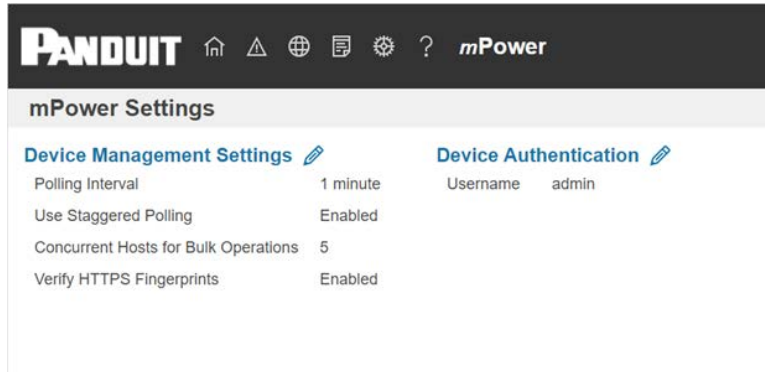 PANDUIT ? mPower
mPower Settings
Device Management Settings
Polling Interval 1 minute
Use Staggered Polling Enabled
Concurrent Hosts for Bulk Operations 5
Verify HTTPS Fingerprints Enabled
Device Authentication
Username admin